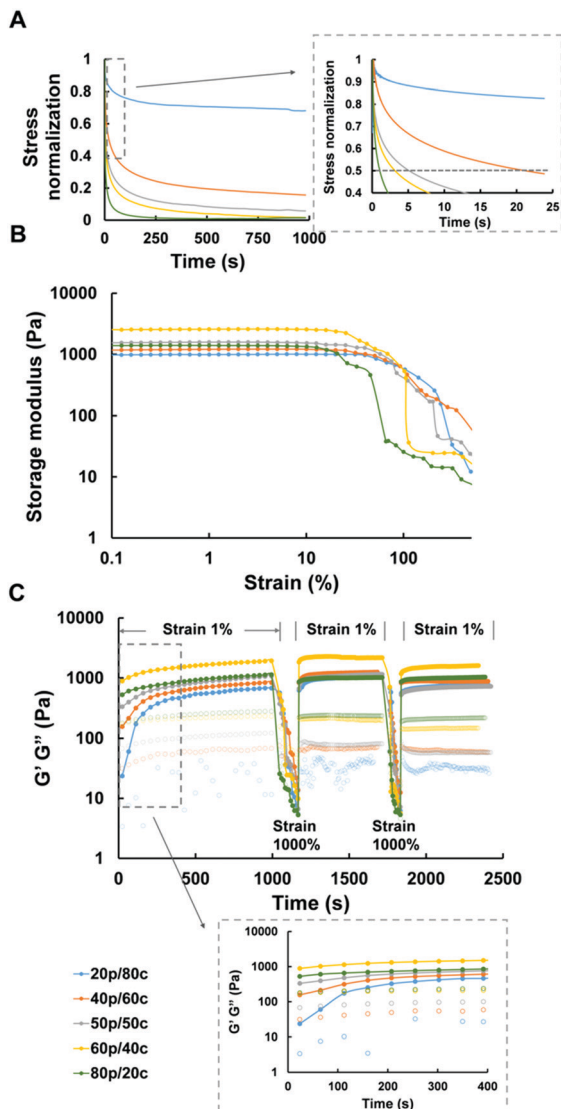 A
Stress normalization
1
0.8
0.6
0.4
0.2
0
0 250 500 750 1000
Time (s)
Stress normalization
1
0.9
0.8
0.7
0.6
0.5
0.4
0 5 10 15 20 25
Time (s)
B
Storage modulus (Pa)
10000
1000
100
10
1
0.1 1 10 100
Strain (%)
C
G' G'' (Pa)
10000
1000
100
10
1
Strain 1% Strain 1% Strain 1%
Strain 1000%
Strain 1000%
0 500 1000 1500 2000 2500
Time (s)
20p/80c
40p/60c
50p/50c
60p/40c
80p/20c
G' G'' (Pa)
10000
1000
100
10
1
0 100 200 300 400
Time (s)